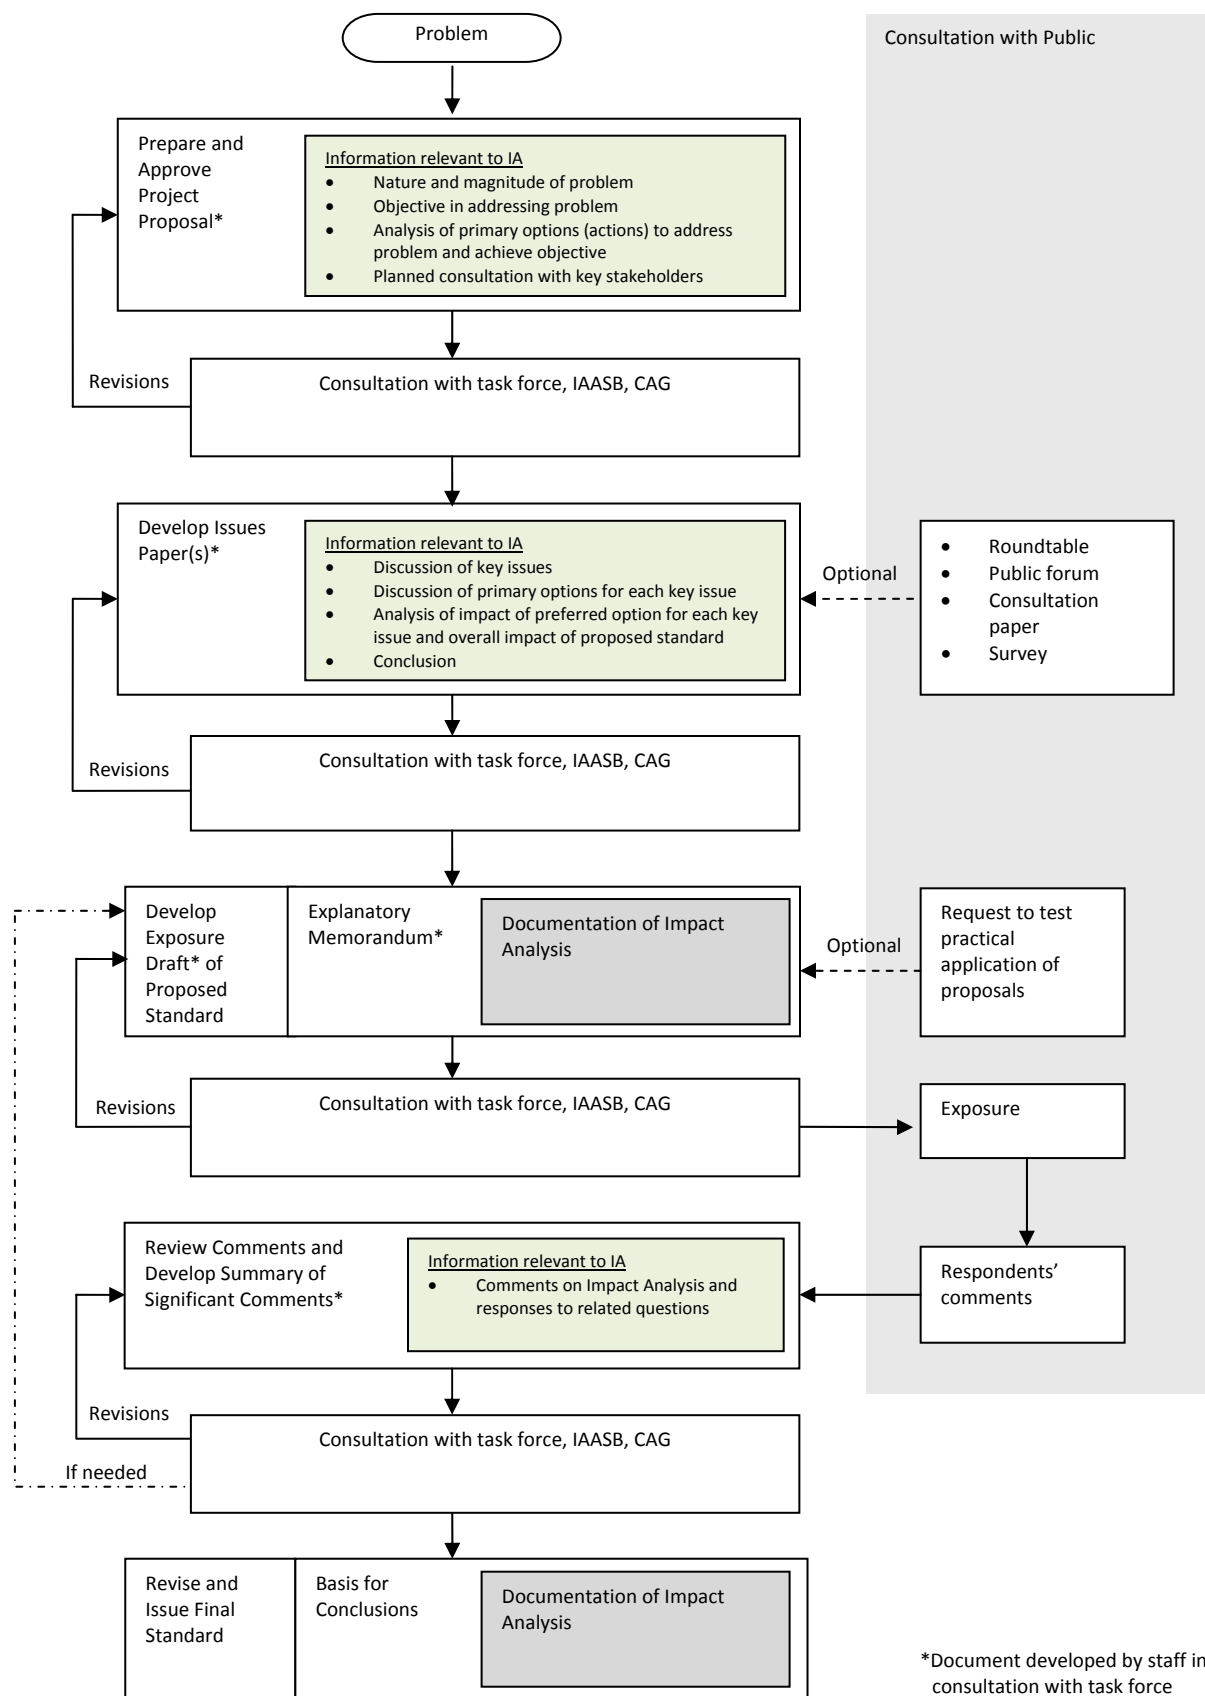 Problem
Consultation with Public
Prepare and
Approve
Project
Proposal*
Information relevant to IA
• Nature and magnitude of problem
• Objective in addressing problem
• Analysis of primary options (actions) to address
problem and achieve objective
• Planned consultation with key stakeholders
Revisions
Consultation with task force, IAASB, CAG
Develop Issues
Paper(s)*
Information relevant to IA
• Discussion of key issues
• Discussion of primary options for each key issue
• Analysis of impact of preferred option for each key
issue and overall impact of proposed standard
• Conclusion
Optional
• Roundtable
• Public forum
• Consultation
paper
• Survey
Revisions
Consultation with task force, IAASB, CAG
Develop
Exposure
Draft* of
Proposed
Standard
Explanatory
Memorandum*
Documentation of Impact
Analysis
Optional
Request to test
practical
application of
proposals
Revisions
Consultation with task force, IAASB, CAG
Exposure
Review Comments and
Develop Summary of
Significant Comments*
Information relevant to IA
• Comments on Impact Analysis and
responses to related questions
Respondents’
comments
Revisions
Consultation with task force, IAASB, CAG
If needed
Revise and
Issue Final
Standard
Basis for
Conclusions
Documentation of Impact
Analysis
*Document developed by staff in
consultation with task force